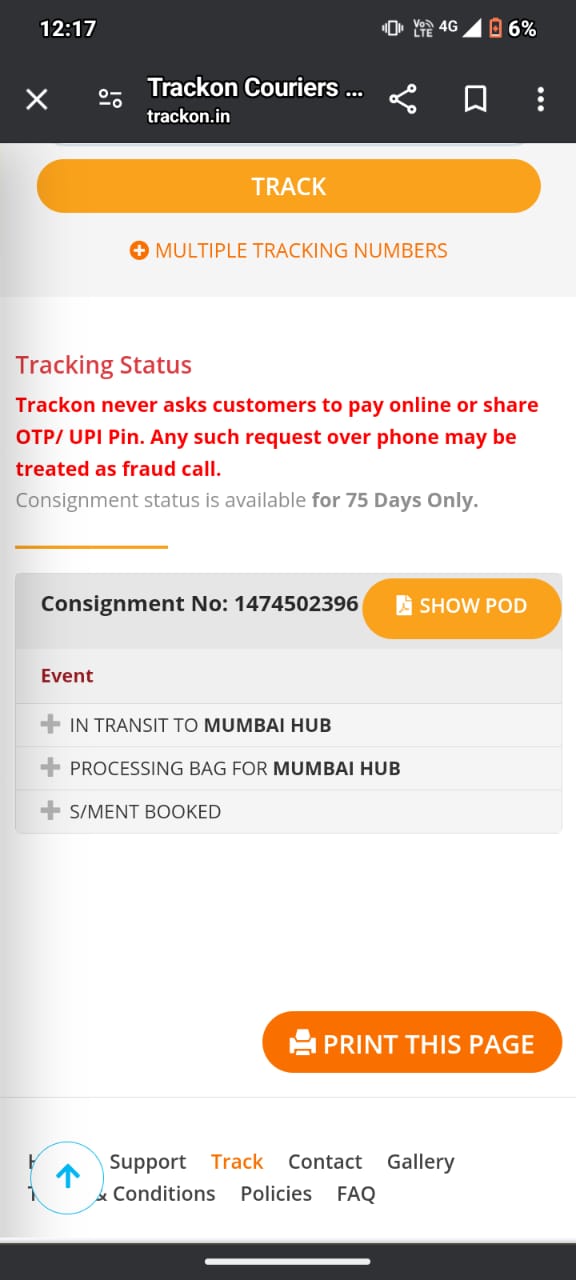 12:17
Vo) LTE 4G 6%
Trackon Couriers ...
trackon.in
TRACK
MULTIPLE TRACKING NUMBERS
Tracking Status
Trackon never asks customers to pay online or share
OTP/ UPI Pin. Any such request over phone may be
treated as fraud call.
Consignment status is available for 75 Days Only.
Consignment No: 1474502396
SHOW POD
Event
IN TRANSIT TO MUMBAI HUB
PROCESSING BAG FOR MUMBAI HUB
S/MENT BOOKED
PRINT THIS PAGE
Support Track Contact Gallery
& Conditions Policies FAQ